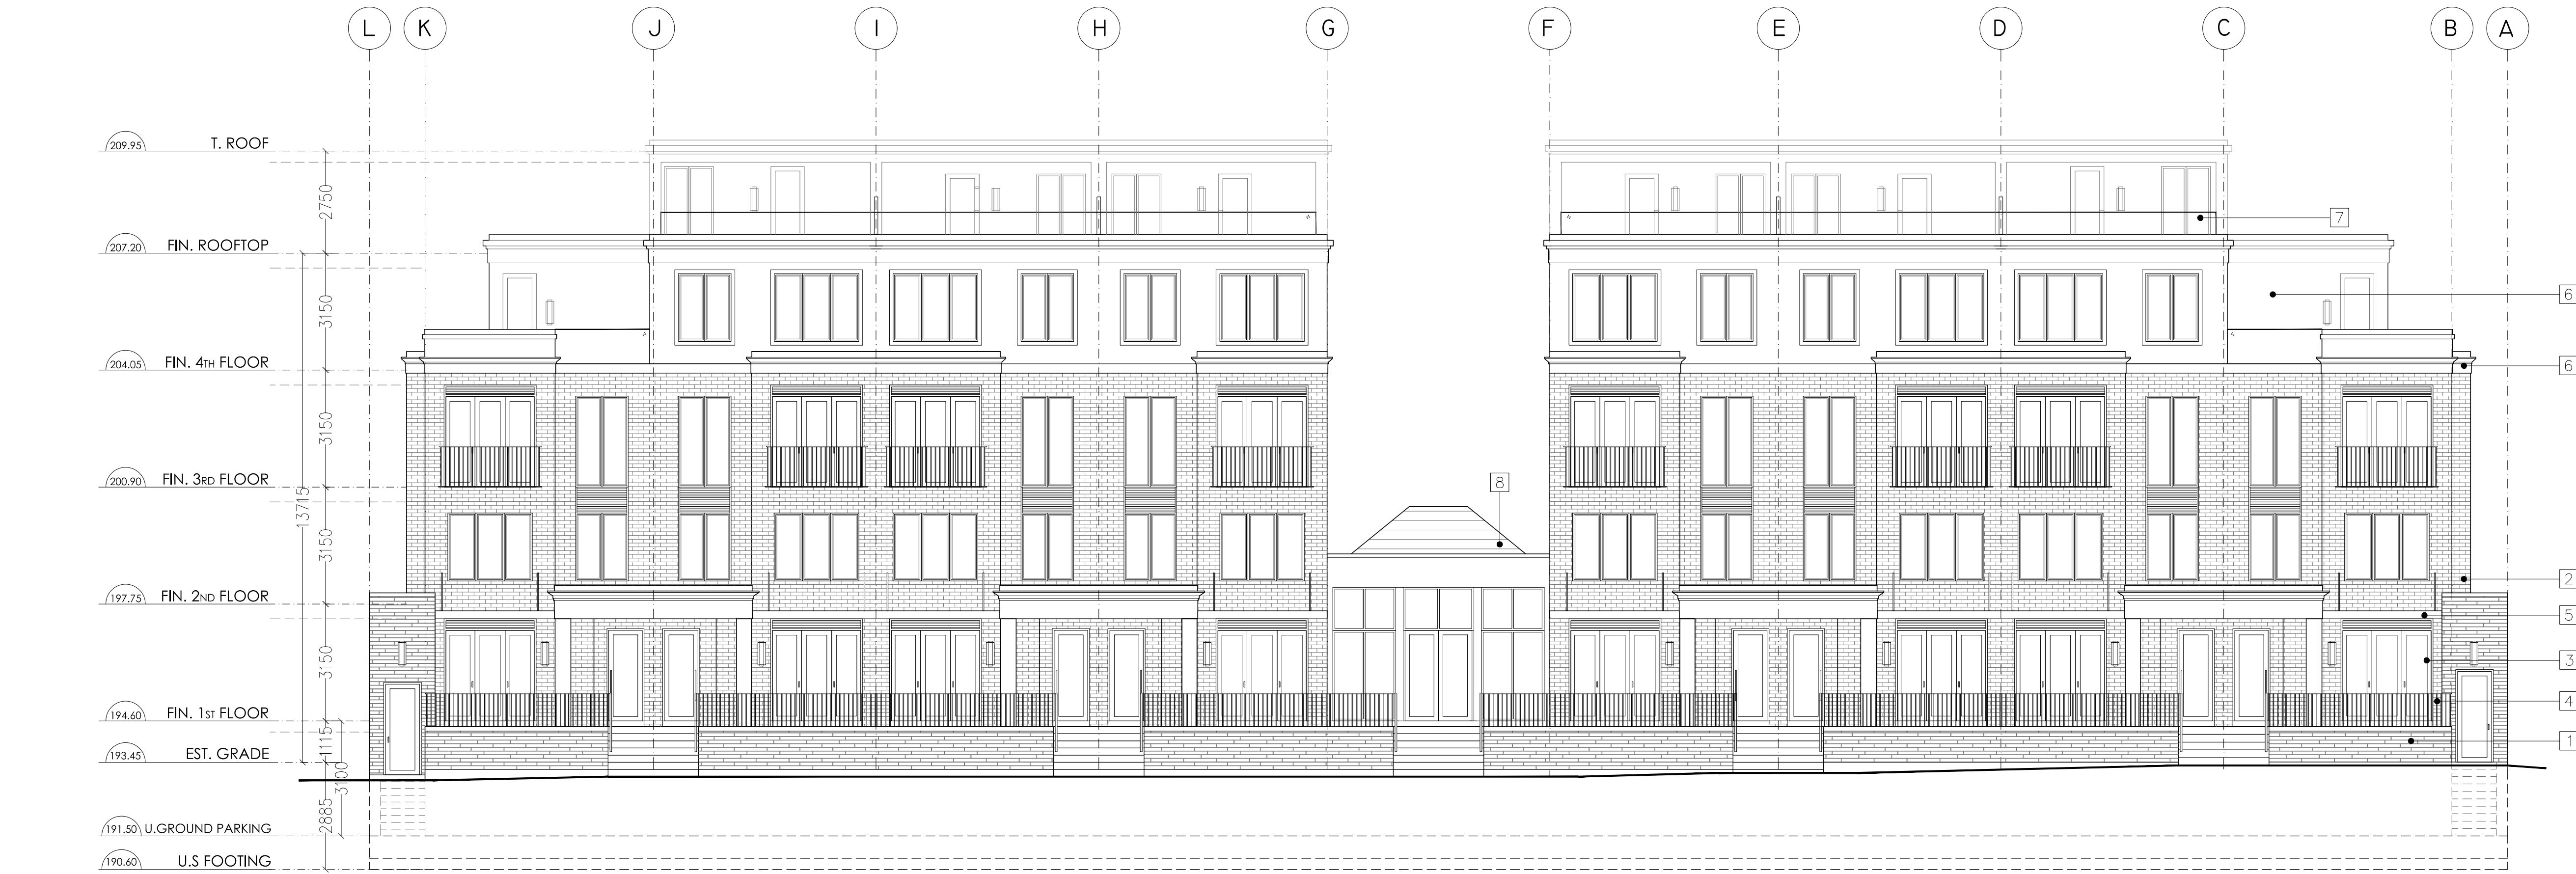 L K J I H G F E D C B A
209.95 T. ROOF
2750
7
207.20 FIN. ROOFTOP
3150
6
204.05 FIN. 4TH FLOOR
6
3150
200.90 FIN. 3RD FLOOR
8
13715
3150
2
197.75 FIN. 2ND FLOOR
5
3150
3
4
194.60 FIN. 1ST FLOOR
1115
1
193.45 EST. GRADE
3100
2885
191.50 U.GROUND PARKING
190.60 U.S FOOTING